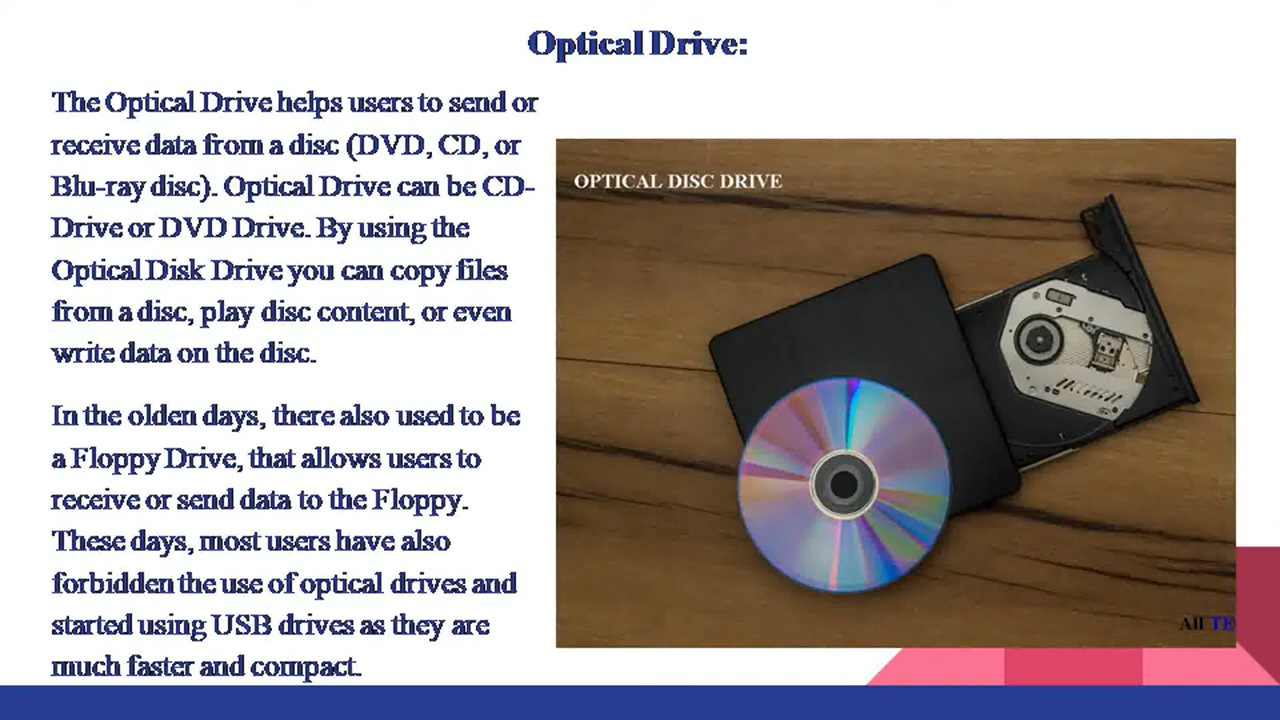 Optical Drive:
The Optical Drive helps users to send or
receive data from a disc (DVD, CD, or
Blu-ray disc). Optical Drive can be CD-
Drive or DVD Drive. By using the
Optical Disk Drive you can copy files
from a disc, play disc content, or even
write data on the disc.
In the olden days, there also used to be
a Floppy Drive, that allows users to
receive or send data to the Floppy.
These days, most users have also
forbidden the use of optical drives and
started using USB drives as they are
much faster and compact.
OPTICAL DISC DRIVE
All TE